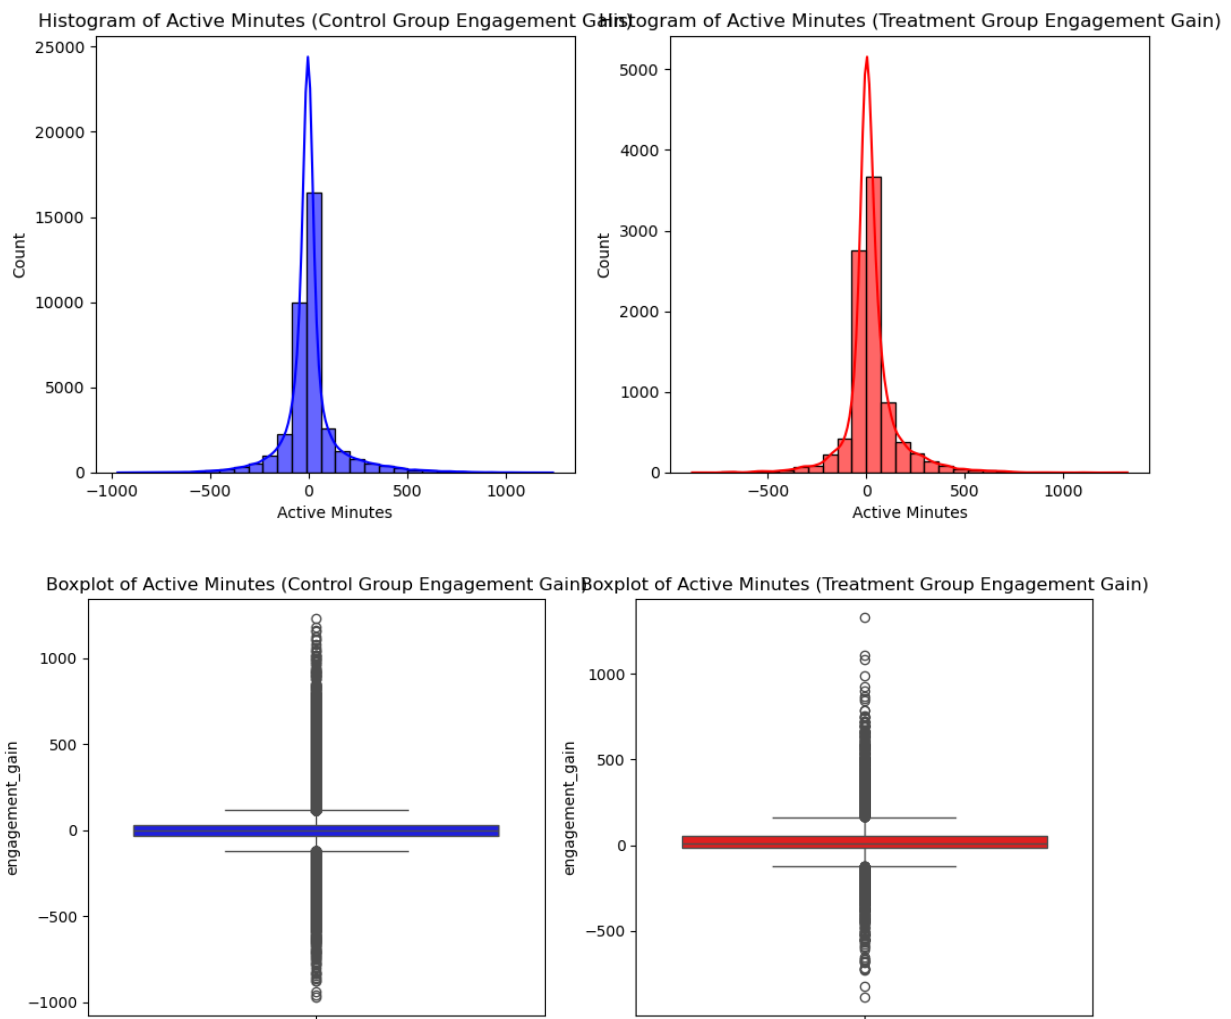 Histogram of Active Minutes (Control Group Engagement Gain)
Histogram of Active Minutes (Treatment Group Engagement Gain)
25000
20000
15000
10000
5000
0
Count
−1000 −500 0 500 1000
Active Minutes
5000
4000
3000
2000
1000
0
Count
−500 0 500 1000
Active Minutes
Boxplot of Active Minutes (Control Group Engagement Gain)
Boxplot of Active Minutes (Treatment Group Engagement Gain)
1000
500
0
−500
−1000
engagement_gain
1000
500
0
−500
engagement_gain